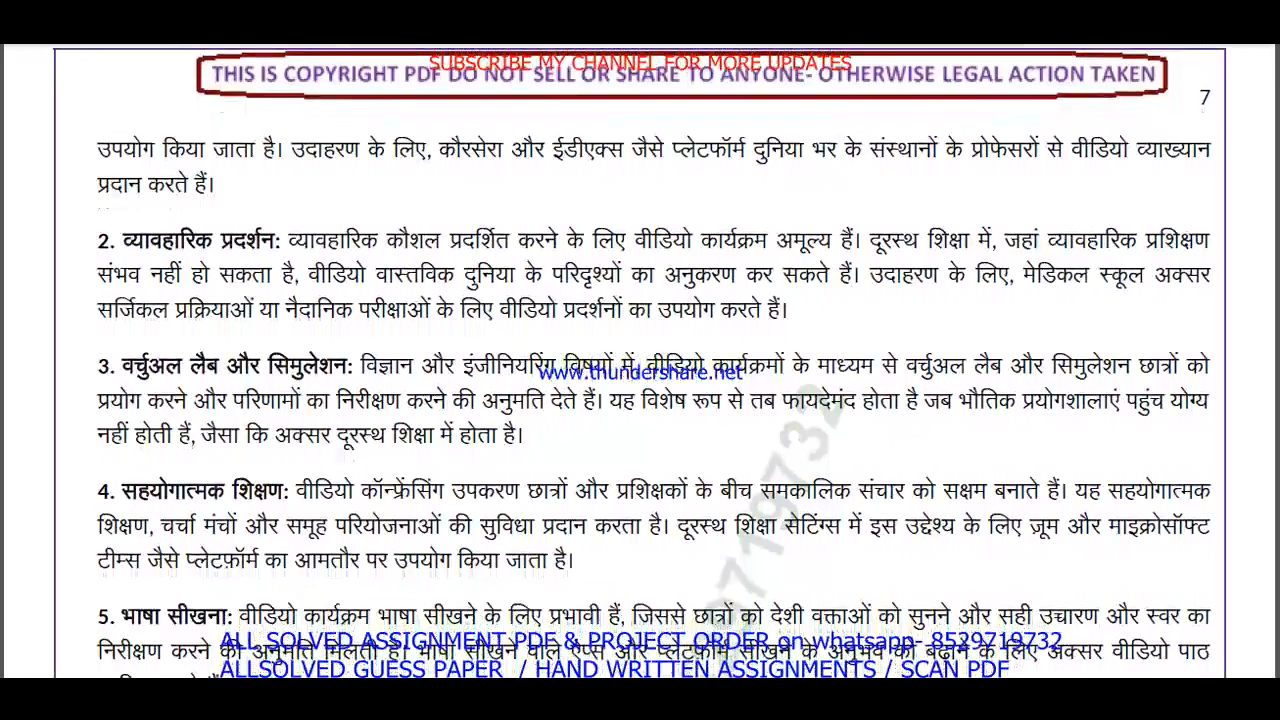 SUBSCRIBE MY CHANNEL FOR MORE UPDATES
THIS IS COPYRIGHT PDF DO NOT SELL OR SHARE TO ANYONE- OTHERWISE LEGAL ACTION TAKEN
7
उपयोग किया जाता है। उदाहरण के लिए, कौरसेरा और ईडीएक्स जैसे प्लेटफॉर्म दुनिया भर के संस्थानों के प्रोफेसरों से वीडियो व्याख्यान
प्रदान करते हैं।
2. व्यावहारिक प्रदर्शन: व्यावहारिक कौशल प्रदर्शित करने के लिए वीडियो कार्यक्रम अमूल्य हैं। दूरस्थ शिक्षा में, जहां व्यावहारिक प्रशिक्षण
संभव नहीं हो सकता है, वीडियो वास्तविक दुनिया के परिदृश्यों का अनुकरण कर सकते हैं। उदाहरण के लिए, मेडिकल स्कूल अक्सर
सर्जिकल प्रक्रियाओं या नैदानिक परीक्षाओं के लिए वीडियो प्रदर्शनों का उपयोग करते हैं।
3. वर्चुअल लैब और सिमुलेशन: विज्ञान और इंजीनियरिंग विषयों में, वीडियो कार्यक्रमों के माध्यम से वर्चुअल लैब और सिमुलेशन छात्रों को
www.thundershare.net
प्रयोग करने और परिणामों का निरीक्षण करने की अनुमति देते हैं। यह विशेष रूप से तब फायदेमंद होता है जब भौतिक प्रयोगशालाएं पहुंच योग्य
नहीं होती हैं, जैसा कि अक्सर दूरस्थ शिक्षा में होता है।
4. सहयोगात्मक शिक्षण: वीडियो कॉन्फ्रेंसिंग उपकरण छात्रों और प्रशिक्षकों के बीच समकालिक संचार को सक्षम बनाते हैं। यह सहयोगात्मक
शिक्षण, चर्चा मंचों और समूह परियोजनाओं की सुविधा प्रदान करता है। दूरस्थ शिक्षा सेटिंग्स में इस उद्देश्य के लिए ज़ूम और माइक्रोसॉफ्ट
टीम्स जैसे प्लेटफ़ॉर्म का आमतौर पर उपयोग किया जाता है।
9719732
5. भाषा सीखना: वीडियो कार्यक्रम भाषा सीखने के लिए प्रभावी हैं, जिससे छात्रों को देशी वक्ताओं को सुनने और सही उच्चारण और स्वर का
ALL SOLVED ASSIGNMENT PDF & PROJECT ORDER on whatsapp- 8529719732
निरीक्षण करने की अनुमति मिलती है। भाषा सीखने वाले ऐप्स और प्लेटफ़ॉर्म सीखने के अनुभव को बढ़ाने के लिए अक्सर वीडियो पाठ
ALLSOLVED GUESS PAPER / HAND WRITTEN ASSIGNMENTS / SCAN PDF